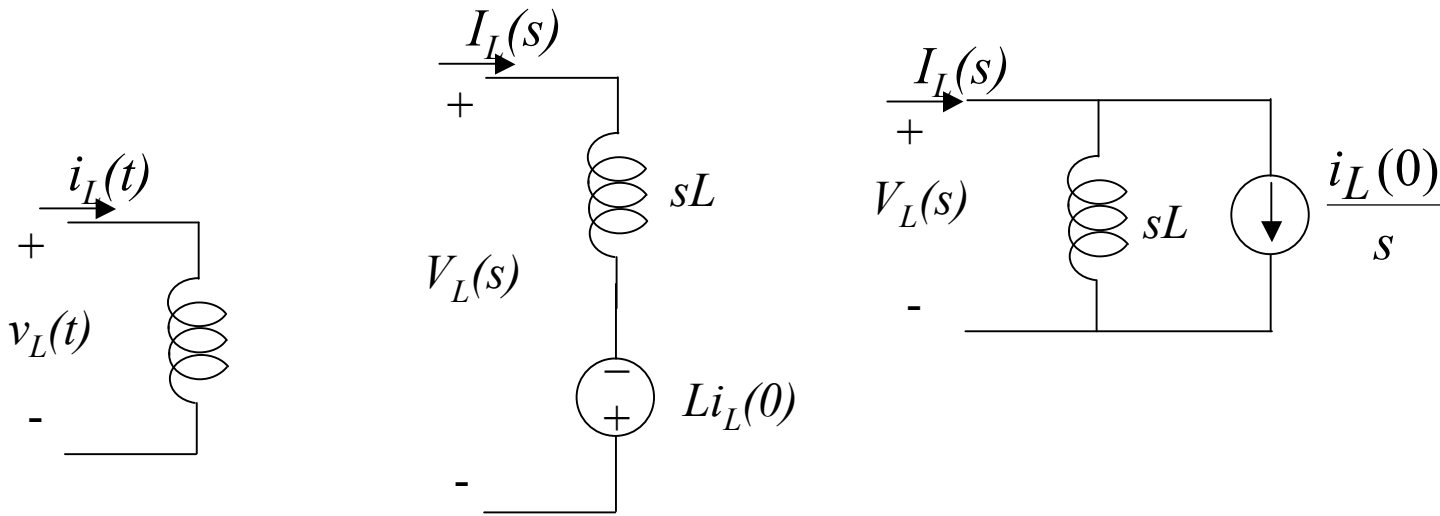 i_L(t)
+
v_L(t)
-
I_L(s)
+
sL
V_L(s)
−
+
Li_L(0)
-
I_L(s)
+
V_L(s)
sL
i_L(0)
s
-